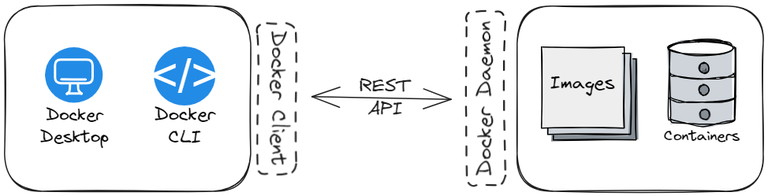 Docker
Desktop
</>
Docker
CLI
Docker Client
REST
API
Docker Daemon
Images
Containers